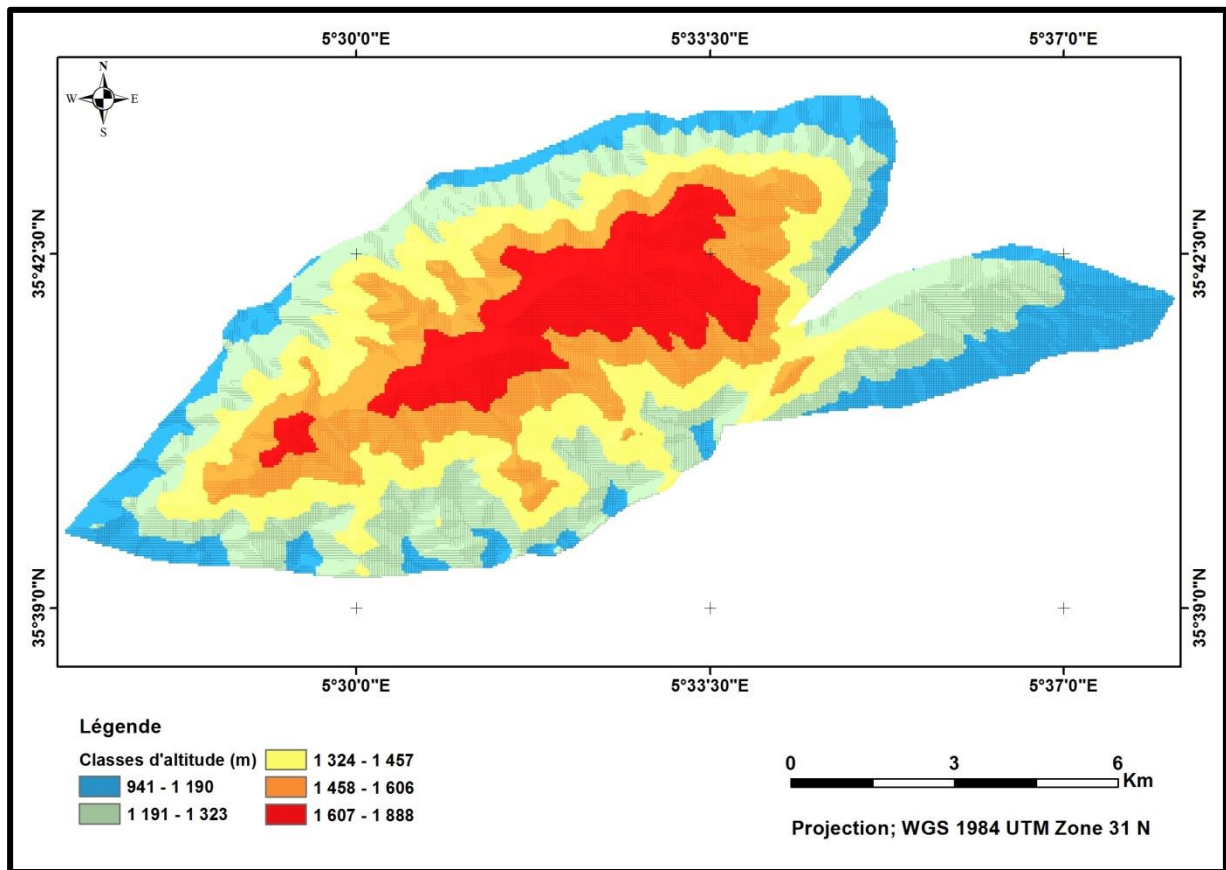 5°30'0"E 5°33'30"E 5°37'0"E
N
W E
S
35°42'30"N 35°42'30"N
35°39'0"N 35°39'0"N
5°30'0"E 5°33'30"E 5°37'0"E
Légende
Classes d'altitude (m)
941 - 1 190
1 191 - 1 323
1 324 - 1 457
1 458 - 1 606
1 607 - 1 888
0 3 6
Km
Projection; WGS 1984 UTM Zone 31 N